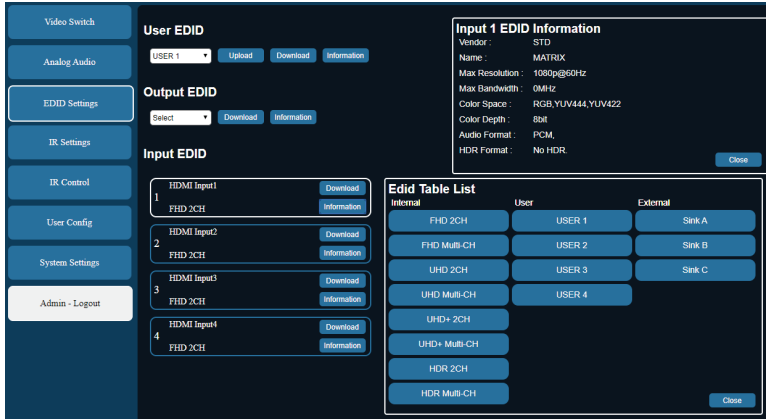 Video Switch
Analog Audio
EDID Settings
IR Settings
IR Control
User Config
System Settings
Admin - Logout
User EDID
USER 1 Upload Download Information
Output EDID
Select Download Information
Input EDID
1 HDMI Input1 Download
FHD 2CH Information
2 HDMI Input2 Download
FHD 2CH Information
3 HDMI Input3 Download
FHD 2CH Information
4 HDMI Input4 Download
FHD 2CH Information
Input 1 EDID Information
Vendor : STD
Name : MATRIX
Max Resolution : 1080p@60Hz
Max Bandwidth : 0MHz
Color Space : RGB,YUV444,YUV422
Color Depth : 8bit
Audio Format : PCM,
HDR Format : No HDR.
Close
Edid Table List
Internal User External
FHD 2CH USER 1 Sink A
FHD Multi-CH USER 2 Sink B
UHD 2CH USER 3 Sink C
UHD Multi-CH USER 4
UHD+ 2CH
UHD+ Multi-CH
HDR 2CH
HDR Multi-CH
Close